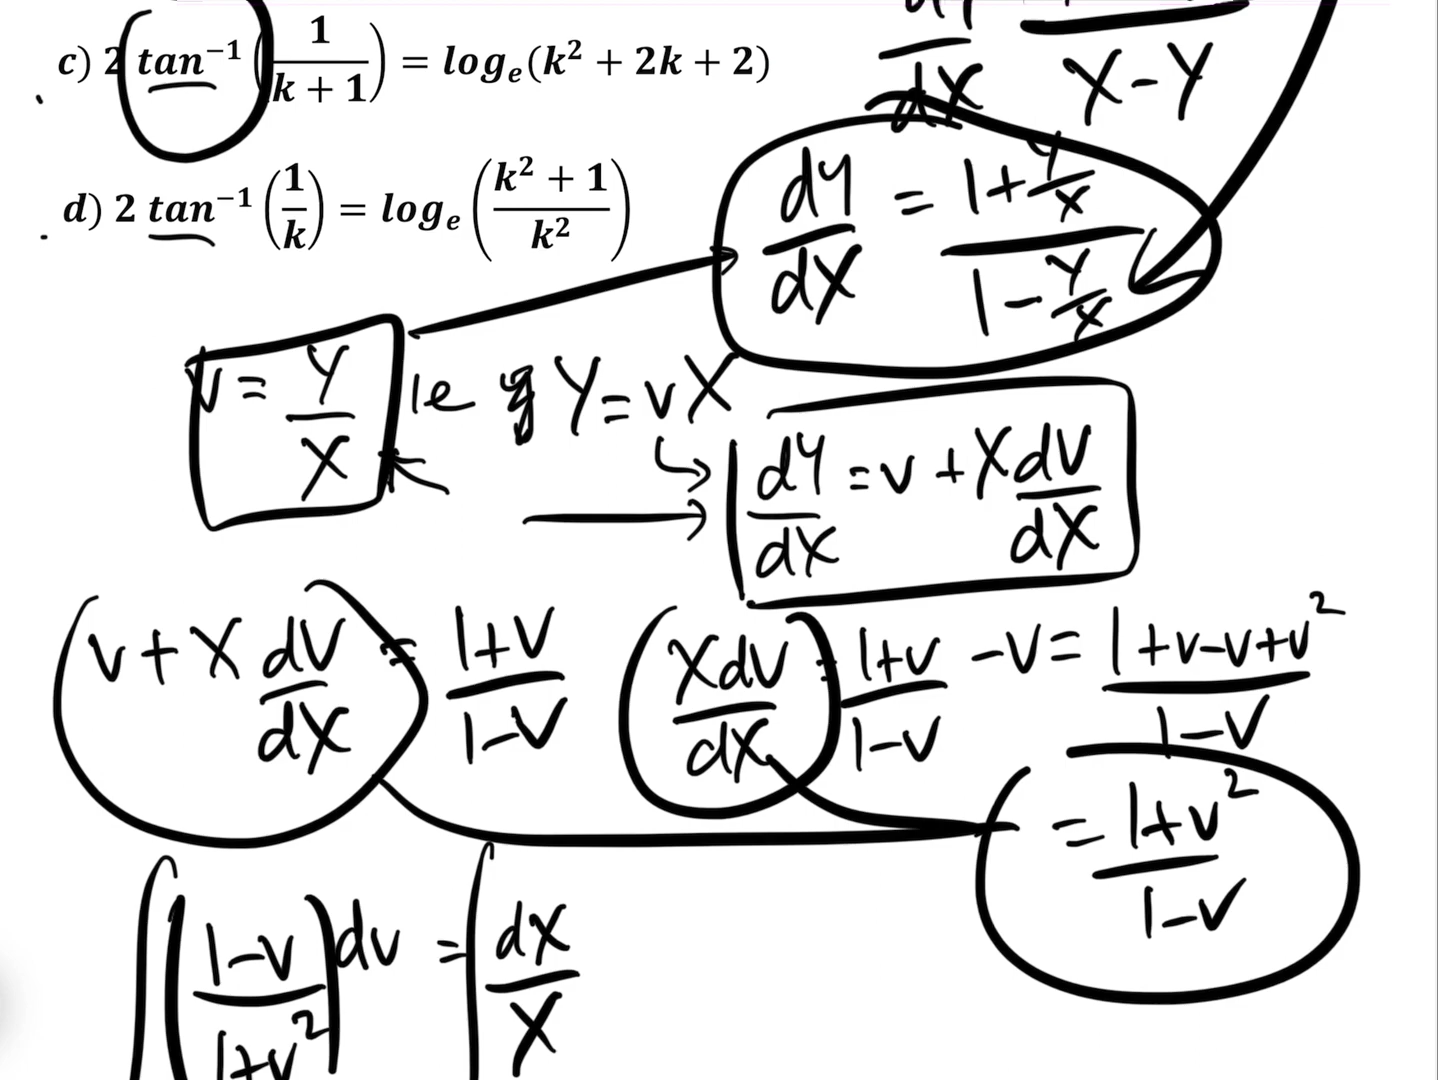 c) 2 tan⁻¹ (1/(k + 1)) = logₑ(k² + 2k + 2)
d) 2 tan⁻¹ (1/k) = logₑ((k² + 1)/k²)
dY/dX
X-Y
dY/dX = (1+Y/X)/(1-Y/X)
v = Y/X ie Y=vX
dY/dX = v + X dv/dX
v + X dv/dX = (1+v)/(1-v)
X dv/dX = (1+v)/(1-v) - v = (1+v-v+v²)/(1-v)
= (1+v²)/(1-v)
∫((1-v)/(1+v²)) dv = ∫ dX/X